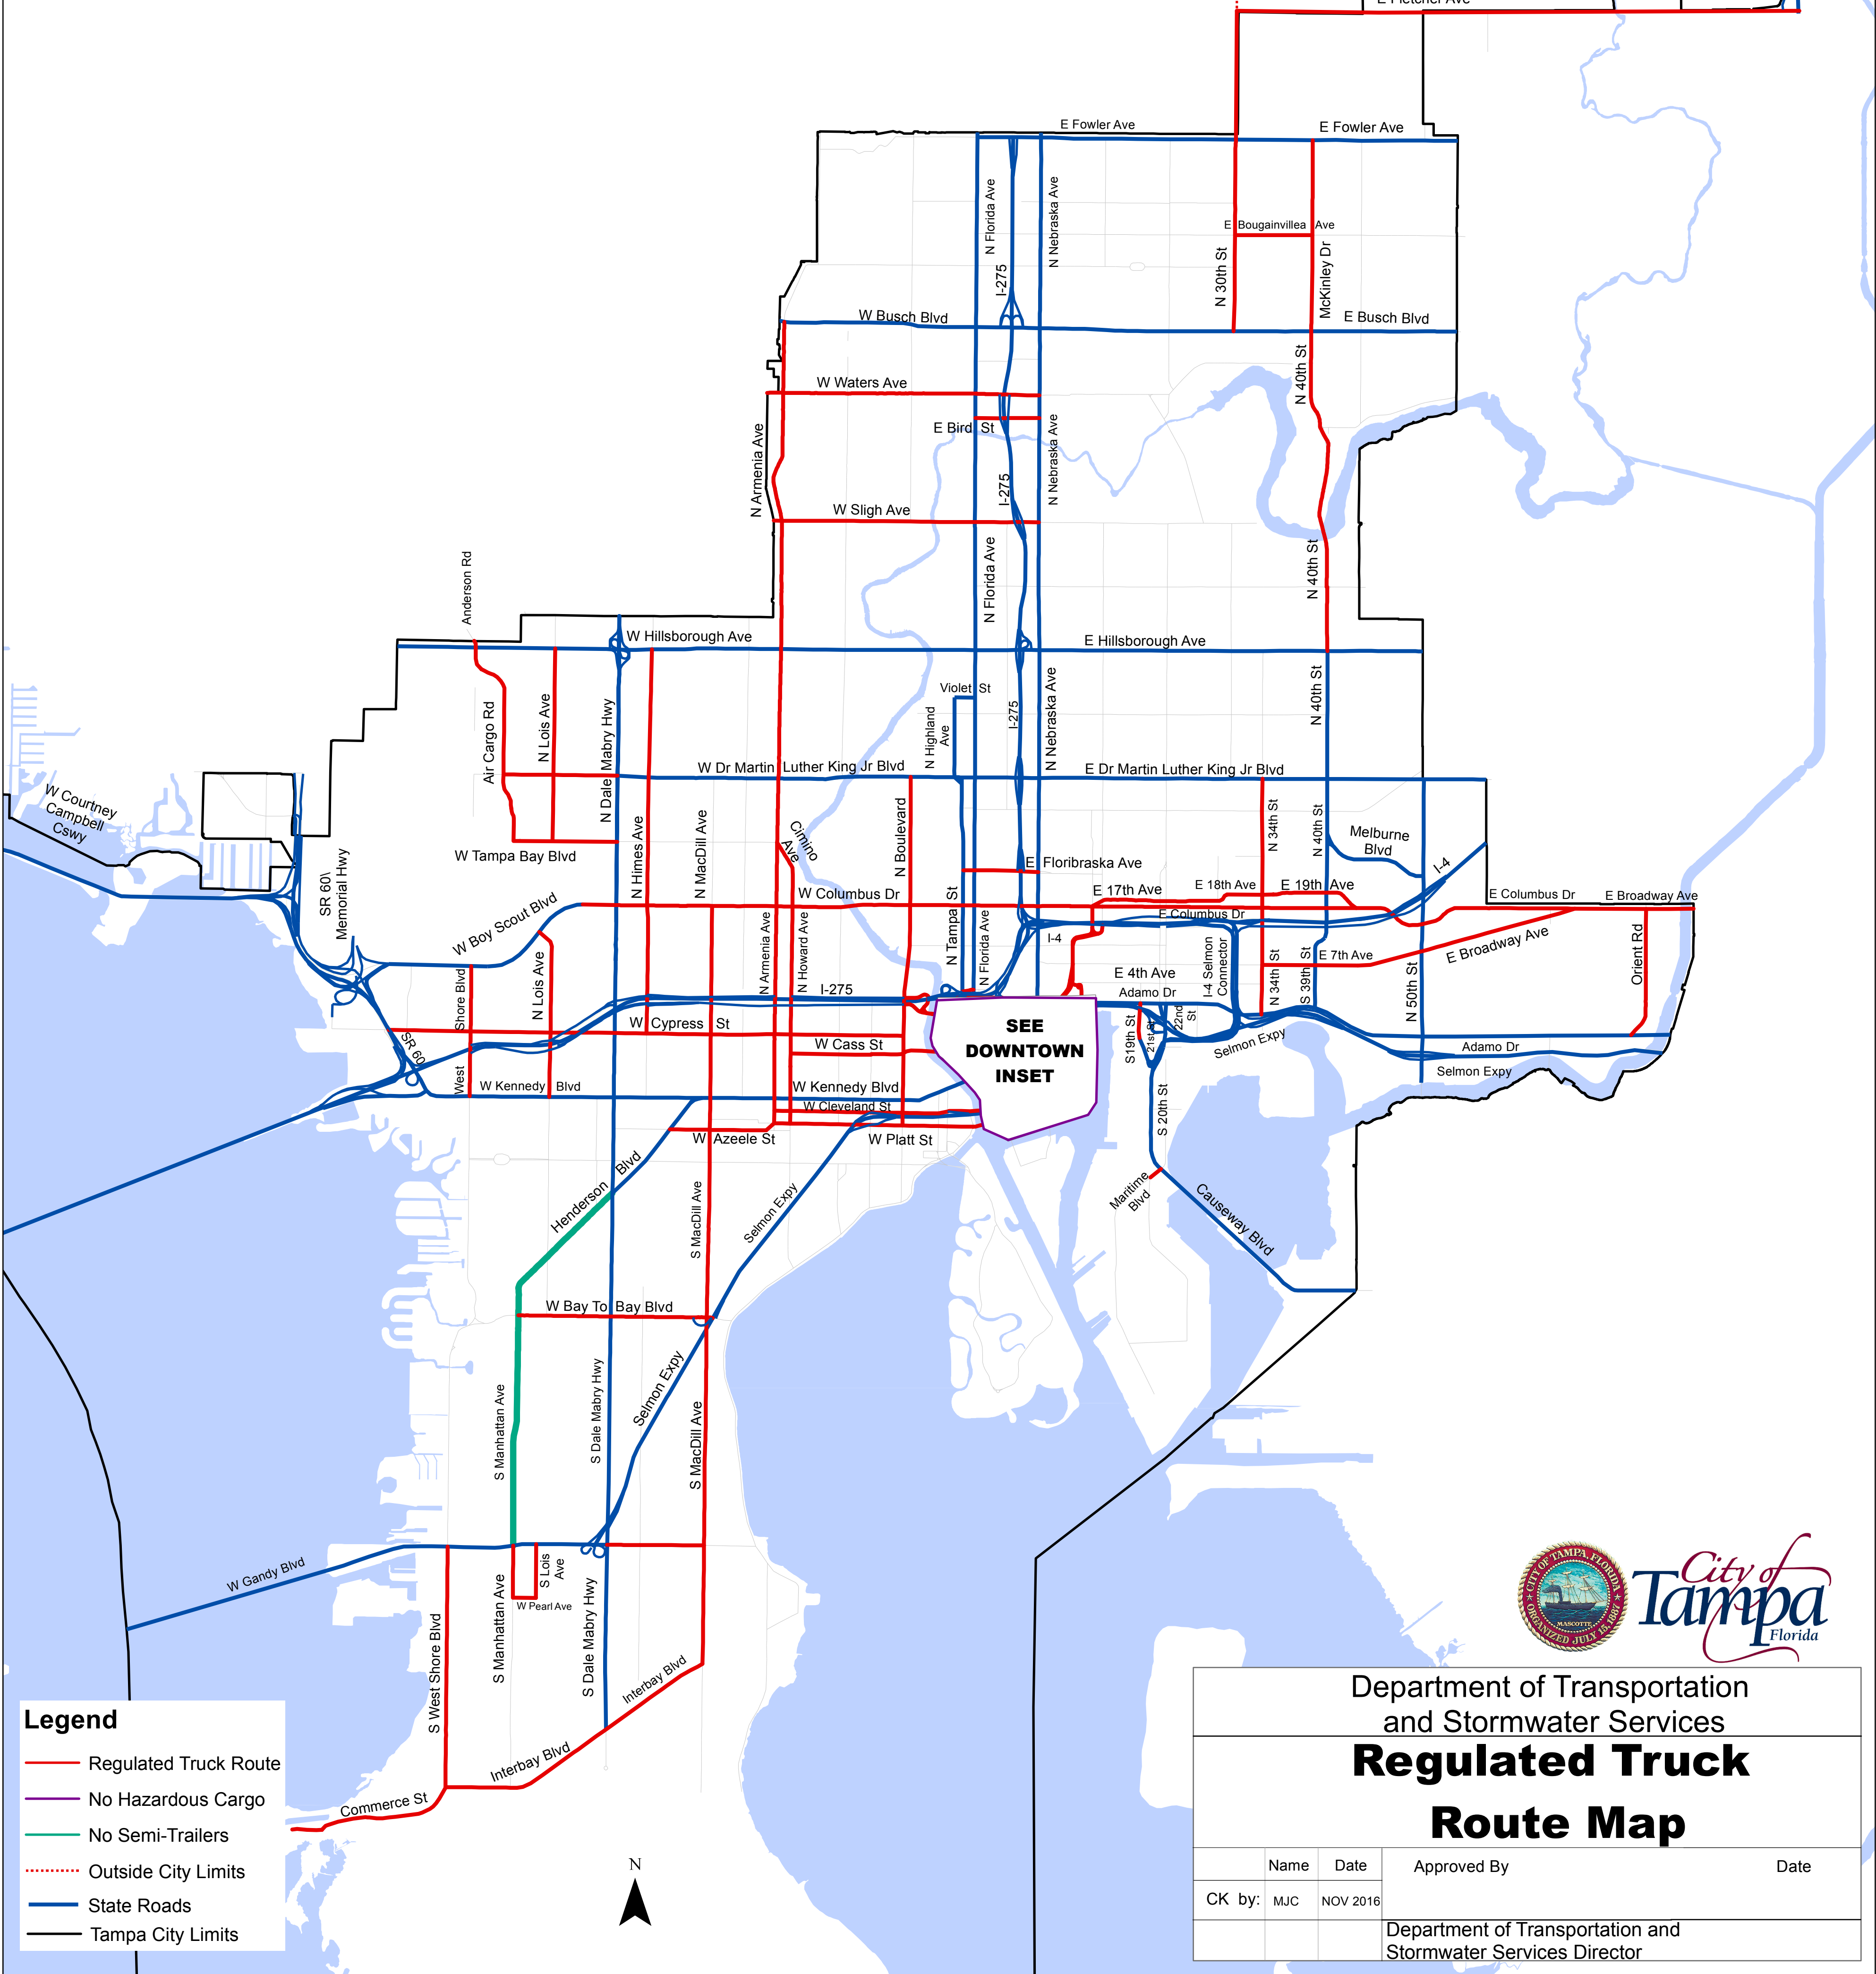 E Fletcher Ave
E Fowler Ave
E Fowler Ave
N Florida Ave
N Nebraska Ave
I-275
E Bougainvillea Ave
N 30th St
McKinley Dr
W Busch Blvd
E Busch Blvd
N 40th St
W Waters Ave
E Bird St
N Armenia Ave
N Nebraska Ave
I-275
W Sligh Ave
N Florida Ave
N 40th St
Anderson Rd
W Hillsborough Ave
E Hillsborough Ave
Air Cargo Rd
N Lois Ave
N Dale Mabry Hwy
Violet St
N Highland
Ave
I-275
N Nebraska Ave
N 40th St
W Dr Martin Luther King Jr Blvd
E Dr Martin Luther King Jr Blvd
W Courtney
Campbell
Cswy
SR 60\
Memorial Hwy
W Tampa Bay Blvd
N Himes Ave
N MacDill Ave
Cimino
Ave
N Boulevard
E Floribraska Ave
N 34th St
N 40th St
Melburne
Blvd
I-4
W Boy Scout Blvd
W Columbus Dr
E 17th Ave
E 18th Ave
E 19th Ave
E Columbus Dr
E Columbus Dr
E Broadway Ave
N Armenia Ave
N Howard Ave
N Tampa St
N Florida Ave
I-4
E 4th Ave
Adamo Dr
I-4 Selmon
Connector
N 34th St
S 39th St
E 7th Ave
E Broadway Ave
N 50th St
Orient Rd
West Shore Blvd
N Lois Ave
I-275
W Cypress St
W Cass St
SR 60
W Kennedy Blvd
W Kennedy Blvd
W Cleveland St
W Azeele St
W Platt St
SEE
DOWNTOWN
INSET
S19th St
21st St
22nd
St
Selmon Expy
Adamo Dr
Selmon Expy
S 20th St
Maritime
Blvd
Causeway Blvd
Henderson Blvd
S MacDill Ave
Selmon Expy
W Bay To Bay Blvd
S Manhattan Ave
S Dale Mabry Hwy
Selmon Expy
S MacDill Ave
W Gandy Blvd
S Lois
Ave
W Pearl Ave
S West Shore Blvd
S Manhattan Ave
S Dale Mabry Hwy
Interbay Blvd
Interbay Blvd
Commerce St
Legend
Regulated Truck Route
No Hazardous Cargo
No Semi-Trailers
Outside City Limits
State Roads
Tampa City Limits
N
CITY OF TAMPA, FLORIDA
MASCOTTE
ORGANIZED JULY 15, 1887
City of
Tampa
Florida
Department of Transportation
and Stormwater Services
Regulated Truck
Route Map
Name Date Approved By Date
CK by: MJC NOV 2016
Department of Transportation and
Stormwater Services Director